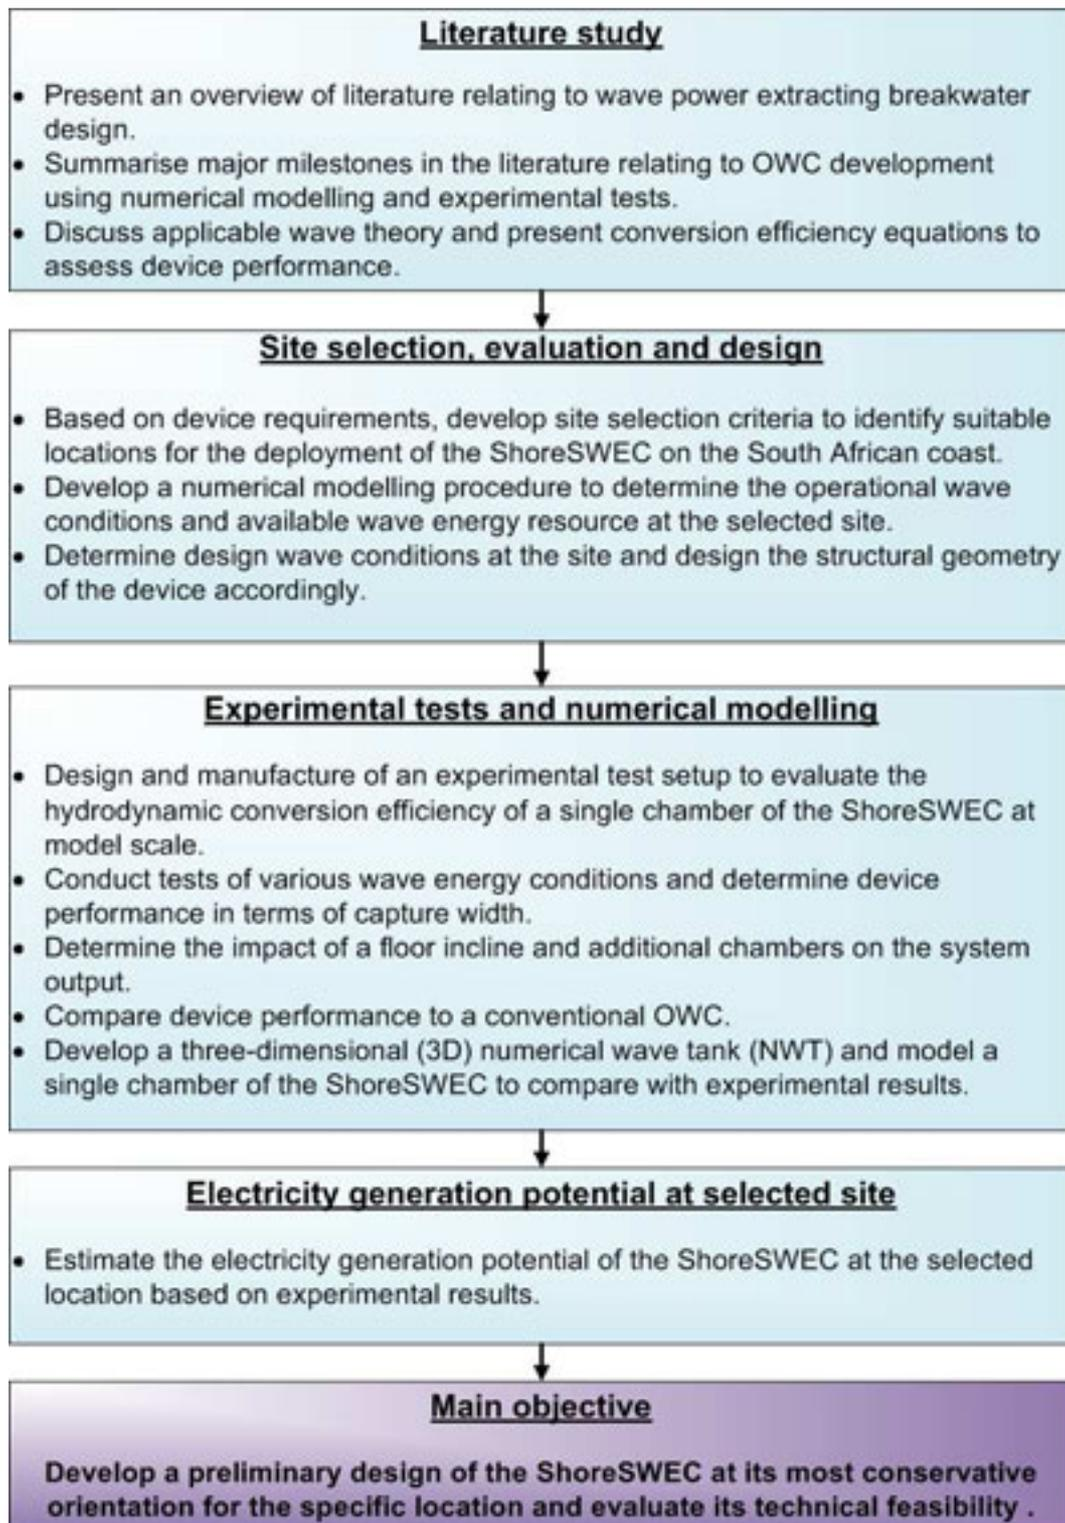 Literature study
• Present an overview of literature relating to wave power extracting breakwater
design.
• Summarise major milestones in the literature relating to OWC development
using numerical modelling and experimental tests.
• Discuss applicable wave theory and present conversion efficiency equations to
assess device performance.
Site selection, evaluation and design
• Based on device requirements, develop site selection criteria to identify suitable
locations for the deployment of the ShoreSWEC on the South African coast.
• Develop a numerical modelling procedure to determine the operational wave
conditions and available wave energy resource at the selected site.
• Determine design wave conditions at the site and design the structural geometry
of the device accordingly.
Experimental tests and numerical modelling
• Design and manufacture of an experimental test setup to evaluate the
hydrodynamic conversion efficiency of a single chamber of the ShoreSWEC at
model scale.
• Conduct tests of various wave energy conditions and determine device
performance in terms of capture width.
• Determine the impact of a floor incline and additional chambers on the system
output.
• Compare device performance to a conventional OWC.
• Develop a three-dimensional (3D) numerical wave tank (NWT) and model a
single chamber of the ShoreSWEC to compare with experimental results.
Electricity generation potential at selected site
• Estimate the electricity generation potential of the ShoreSWEC at the selected
location based on experimental results.
Main objective
Develop a preliminary design of the ShoreSWEC at its most conservative
orientation for the specific location and evaluate its technical feasibility .